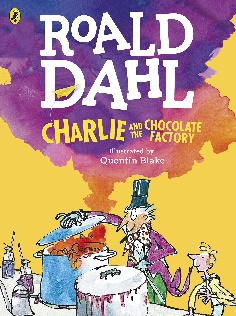 ROALD
DAHL
CHARLIE AND THE CHOCOLATE FACTORY
illustrated by
Quentin Blake